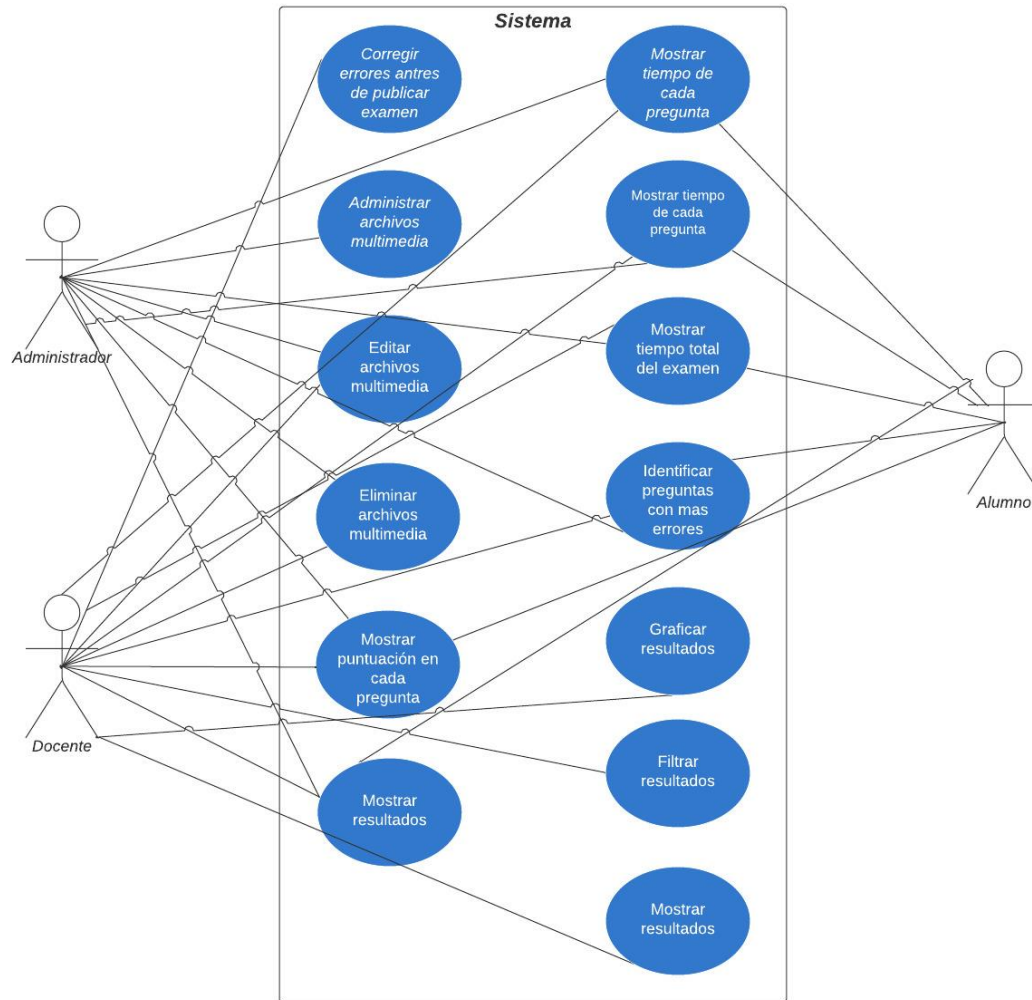 Sistema
Corregir
errores antres
de publicar
examen
Mostrar
tiempo de
cada
pregunta
Administrar
archivos
multimedia
Mostrar tiempo
de cada
pregunta
Administrador
Editar
archivos
multimedia
Mostrar
tiempo total
del examen
Alumno
Eliminar
archivos
multimedia
Identificar
preguntas
con mas
errores
Docente
Mostrar
puntuación en
cada
pregunta
Graficar
resultados
Mostrar
resultados
Filtrar
resultados
Mostrar
resultados